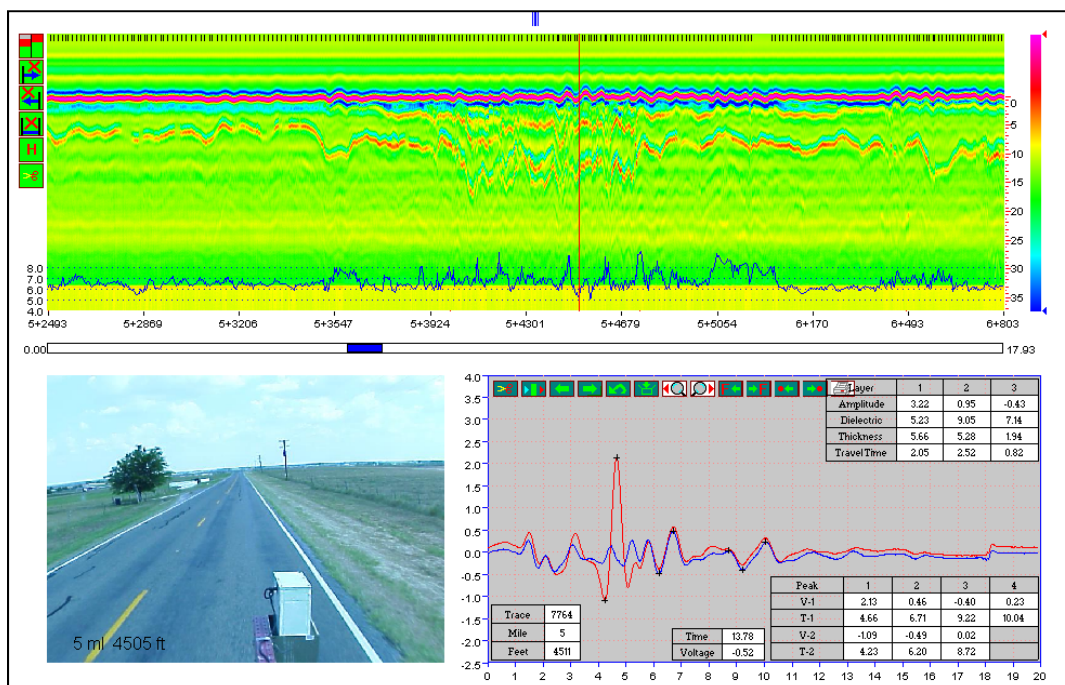 H
0
5
10
15
20
25
30
35
8.0
7.0
6.0
5.0
4.0
5+2493 5+2869 5+3206 5+3547 5+3924 5+4301 5+4679 5+5054 6+170 6+493 6+803
0.00 17.93
5 ml 4505 ft
4.0
3.5
3.0
2.5
2.0
1.5
1.0
0.5
0.0
-0.5
-1.0
-1.5
-2.0
-2.5
F F
Layer 1 2 3
Amplitude 3.22 0.95 -0.43
Dielectric 5.23 9.05 7.14
Thickness 5.66 5.28 1.94
Travel Time 2.05 2.52 0.82
Trace 7764
Mile 5
Feet 4511
Time 13.78
Voltage -0.52
Peak 1 2 3 4
V-1 2.13 0.46 -0.40 0.23
T-1 4.66 6.71 9.22 10.04
V-2 -1.09 -0.49 0.02
T-2 4.23 6.20 8.72
0 1 2 3 4 5 6 7 8 9 10 11 12 13 14 15 16 17 18 19 20